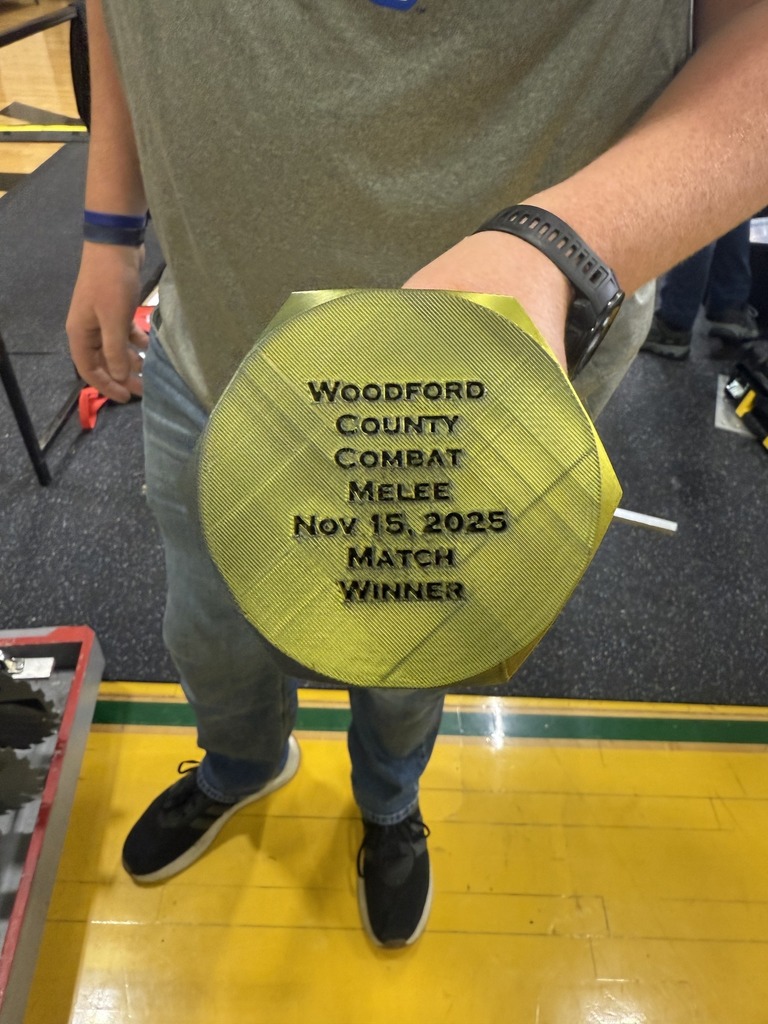 WOODFORD
COUNTY
COMBAT
MELEE
NOV 15, 2025
MATCH
WINNER